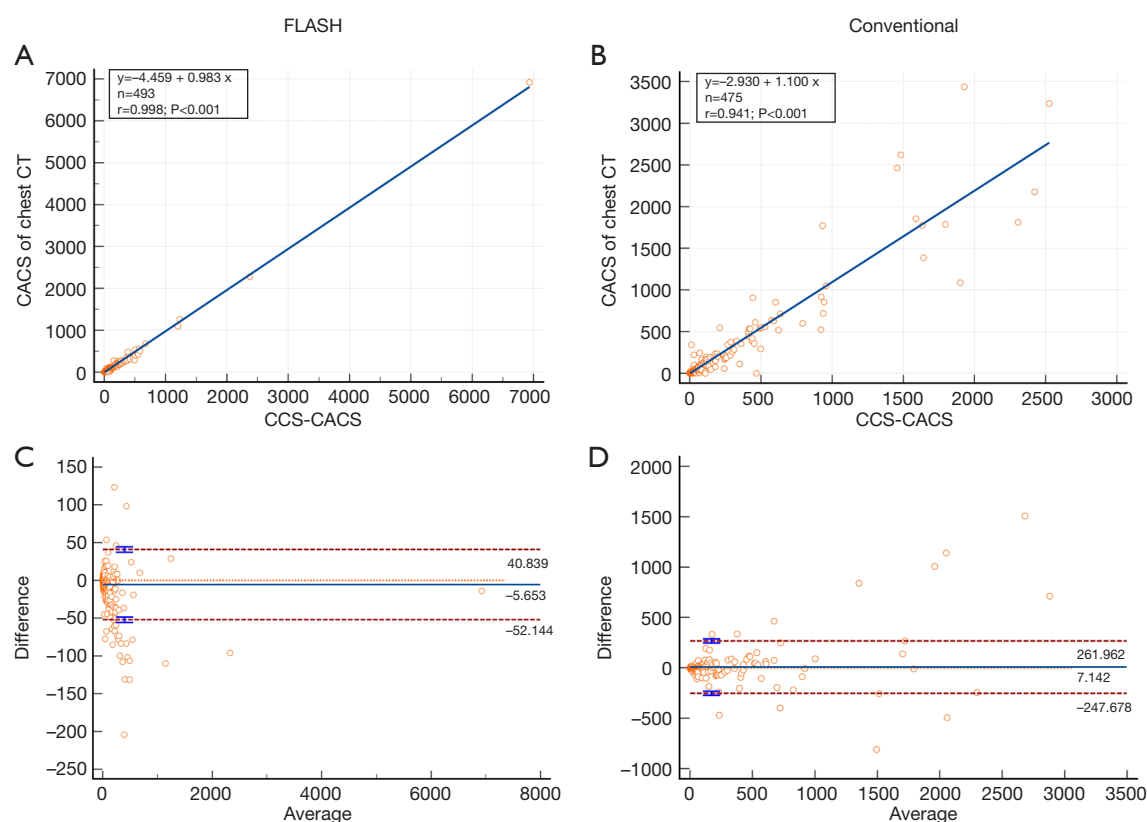 FLASH
Conventional
A
y=−4.459 + 0.983 x
n=493
r=0.998; P<0.001
CACS of chest CT
7000
6000
5000
4000
3000
2000
1000
0
0 1000 2000 3000 4000 5000 6000 7000
CCS-CACS
B
y=−2.930 + 1.100 x
n=475
r=0.941; P<0.001
CACS of chest CT
3500
3000
2500
2000
1500
1000
500
0
0 500 1000 1500 2000 2500 3000
CCS-CACS
C
Difference
150
100
50
0
−50
−100
−150
−200
−250
40.839
−5.653
−52.144
0 2000 4000 6000 8000
Average
D
Difference
2000
1500
1000
500
0
−500
−1000
261.962
7.142
−247.678
0 500 1000 1500 2000 2500 3000 3500
Average